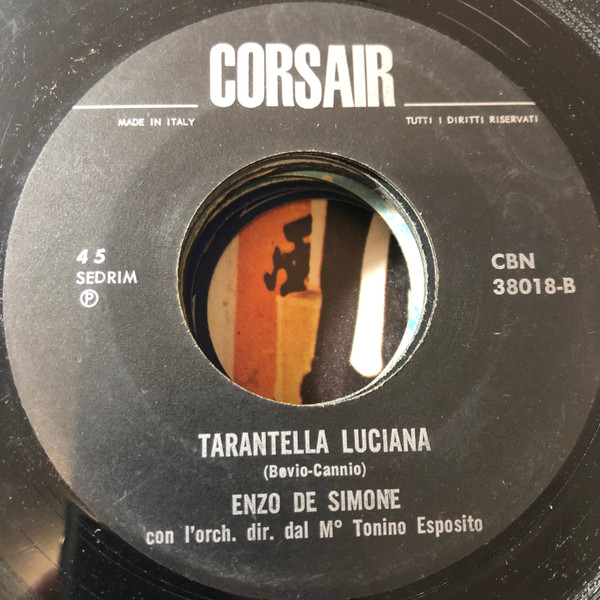 CORSAIR
MADE IN ITALY
TUTTI I DIRITTI RISERVATI
45
SEDRIM
Ⓟ
CBN
38018-B
TARANTELLA LUCIANA
(Bovio-Cannio)
ENZO DE SIMONE
con l'orch. dir. dal M° Tonino Esposito